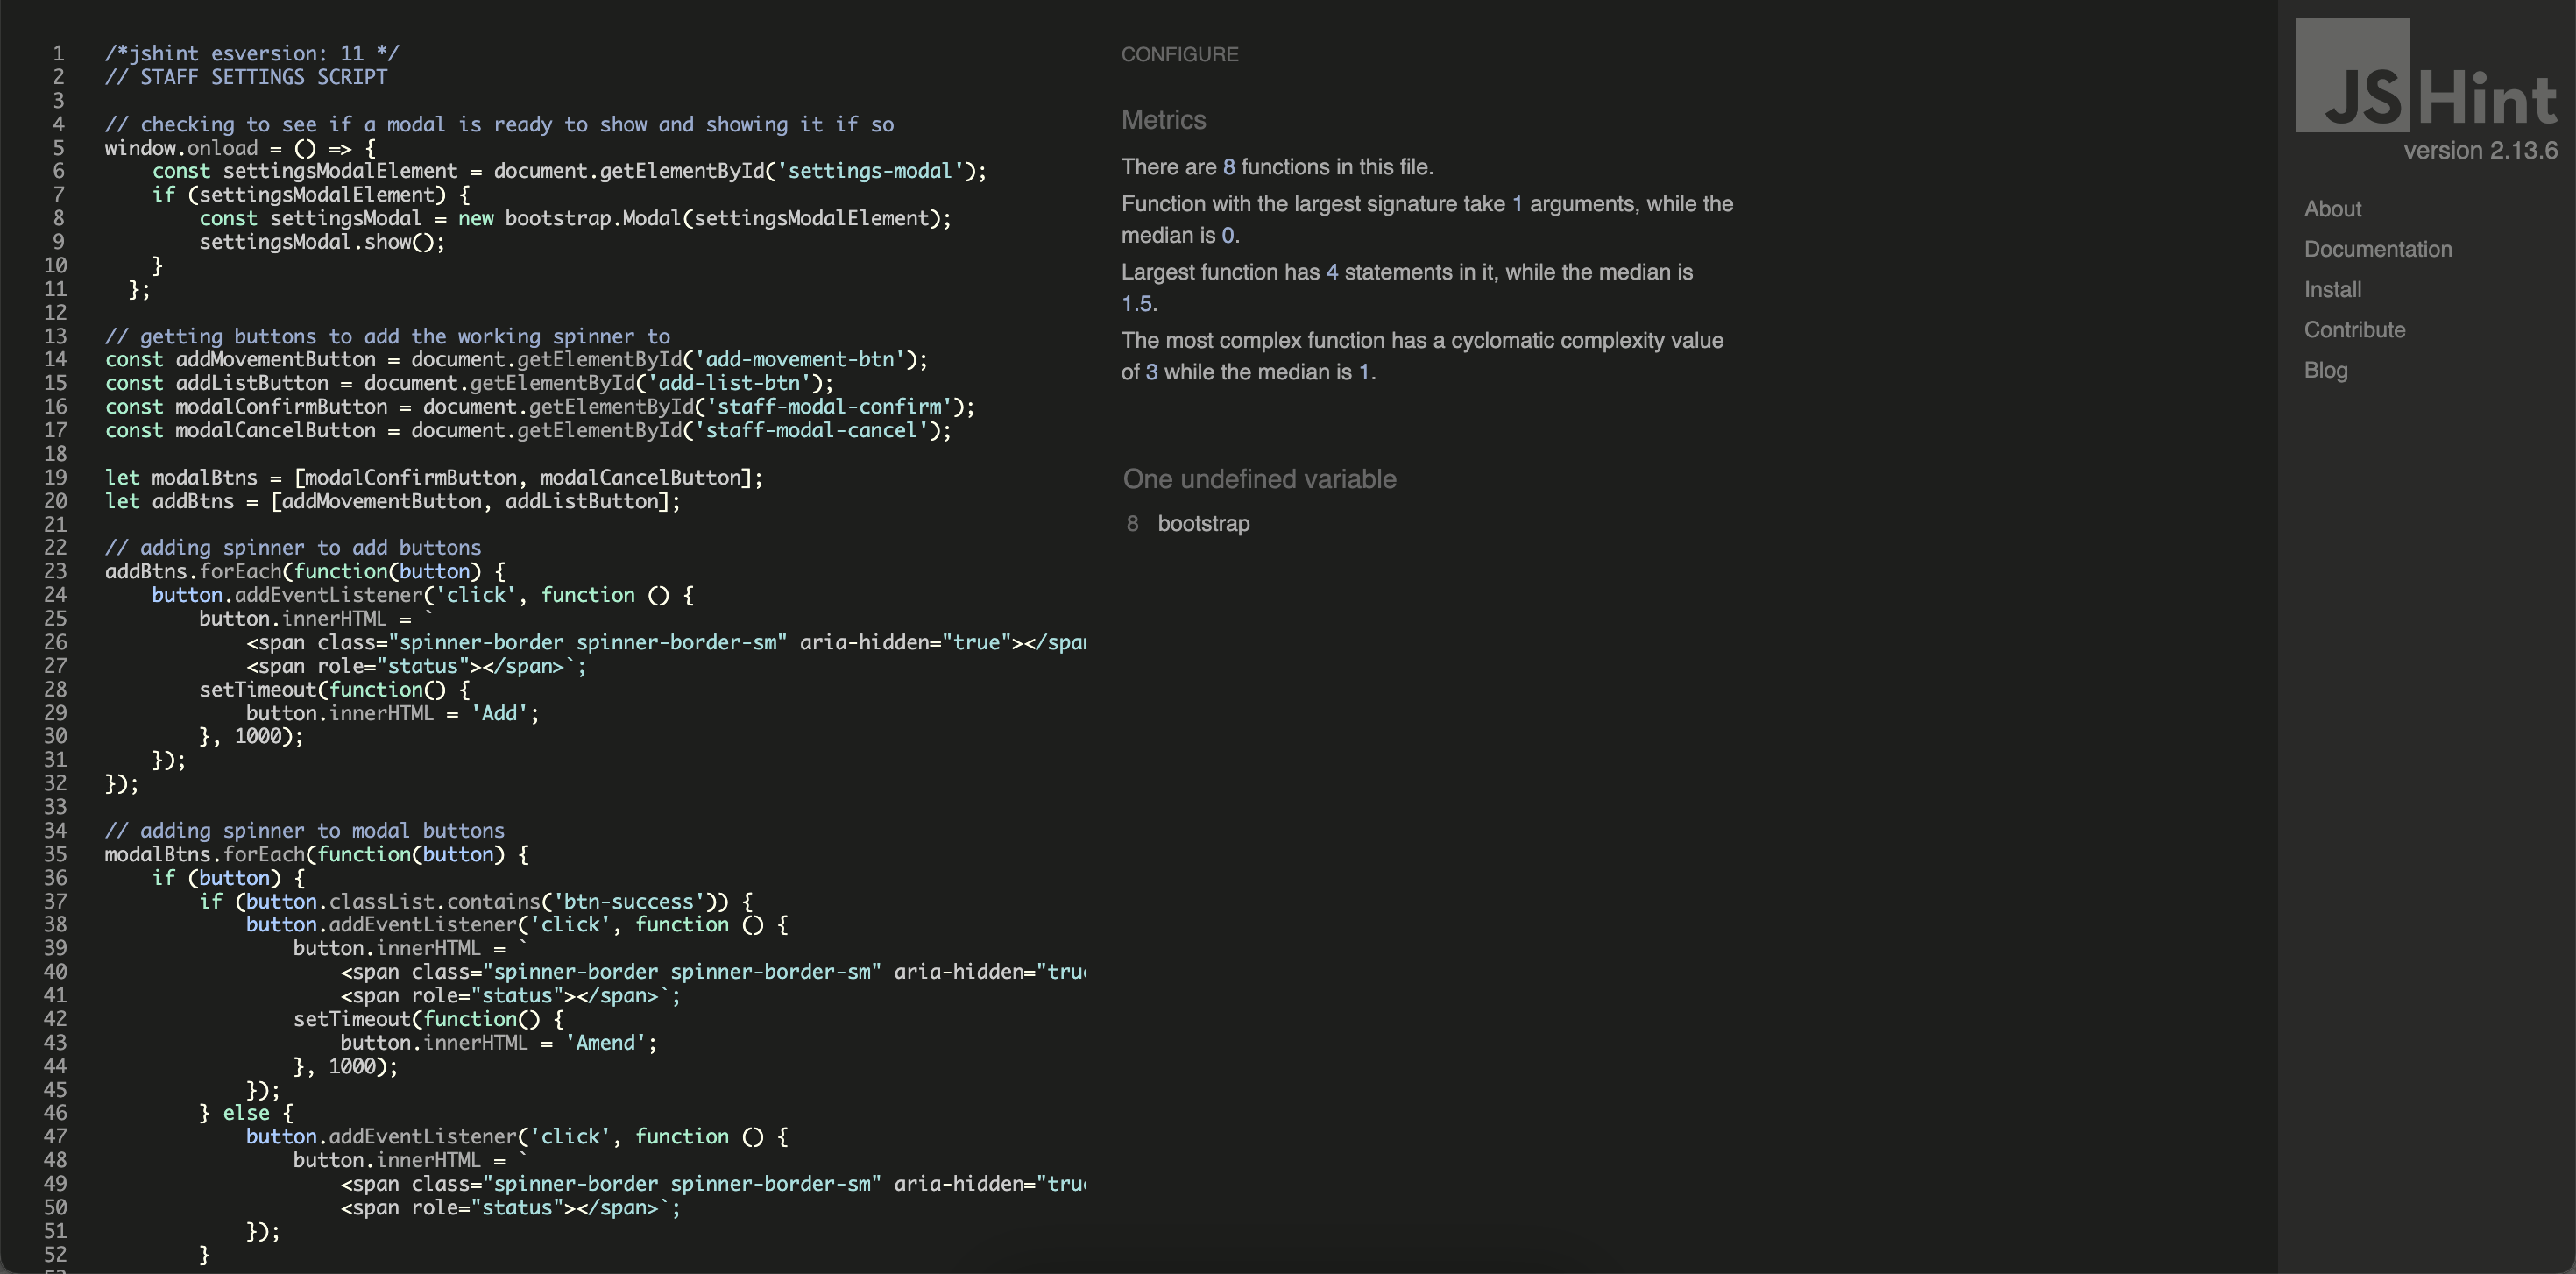 1 /*jshint esversion: 11 */
2 // STAFF SETTINGS SCRIPT
3
4 // checking to see if a modal is ready to show and showing it if so
5 window.onload = () => {
6     const settingsModalElement = document.getElementById('settings-modal');
7     if (settingsModalElement) {
8         const settingsModal = new bootstrap.Modal(settingsModalElement);
9         settingsModal.show();
10     }
11   };
12
13 // getting buttons to add the working spinner to
14 const addMovementButton = document.getElementById('add-movement-btn');
15 const addListButton = document.getElementById('add-list-btn');
16 const modalConfirmButton = document.getElementById('staff-modal-confirm');
17 const modalCancelButton = document.getElementById('staff-modal-cancel');
18
19 let modalBtns = [modalConfirmButton, modalCancelButton];
20 let addBtns = [addMovementButton, addListButton];
21
22 // adding spinner to add buttons
23 addBtns.forEach(function(button) {
24     button.addEventListener('click', function () {
25         button.innerHTML = `
26             <span class="spinner-border spinner-border-sm" aria-hidden="true"></span
27             <span role="status"></span>`;
28         setTimeout(function() {
29             button.innerHTML = 'Add';
30         }, 1000);
31     });
32 });
33
34 // adding spinner to modal buttons
35 modalBtns.forEach(function(button) {
36     if (button) {
37         if (button.classList.contains('btn-success')) {
38             button.addEventListener('click', function () {
39                 button.innerHTML = `
40                     <span class="spinner-border spinner-border-sm" aria-hidden="true
41                     <span role="status"></span>`;
42                 setTimeout(function() {
43                     button.innerHTML = 'Amend';
44                 }, 1000);
45             });
46         } else {
47             button.addEventListener('click', function () {
48                 button.innerHTML = `
49                     <span class="spinner-border spinner-border-sm" aria-hidden="true
50                     <span role="status"></span>`;
51             });
52         }
CONFIGURE
Metrics
There are 8 functions in this file.
Function with the largest signature take 1 arguments, while the
median is 0.
Largest function has 4 statements in it, while the median is
1.5.
The most complex function has a cyclomatic complexity value
of 3 while the median is 1.
One undefined variable
8 bootstrap
JSHint
version 2.13.6
About
Documentation
Install
Contribute
Blog